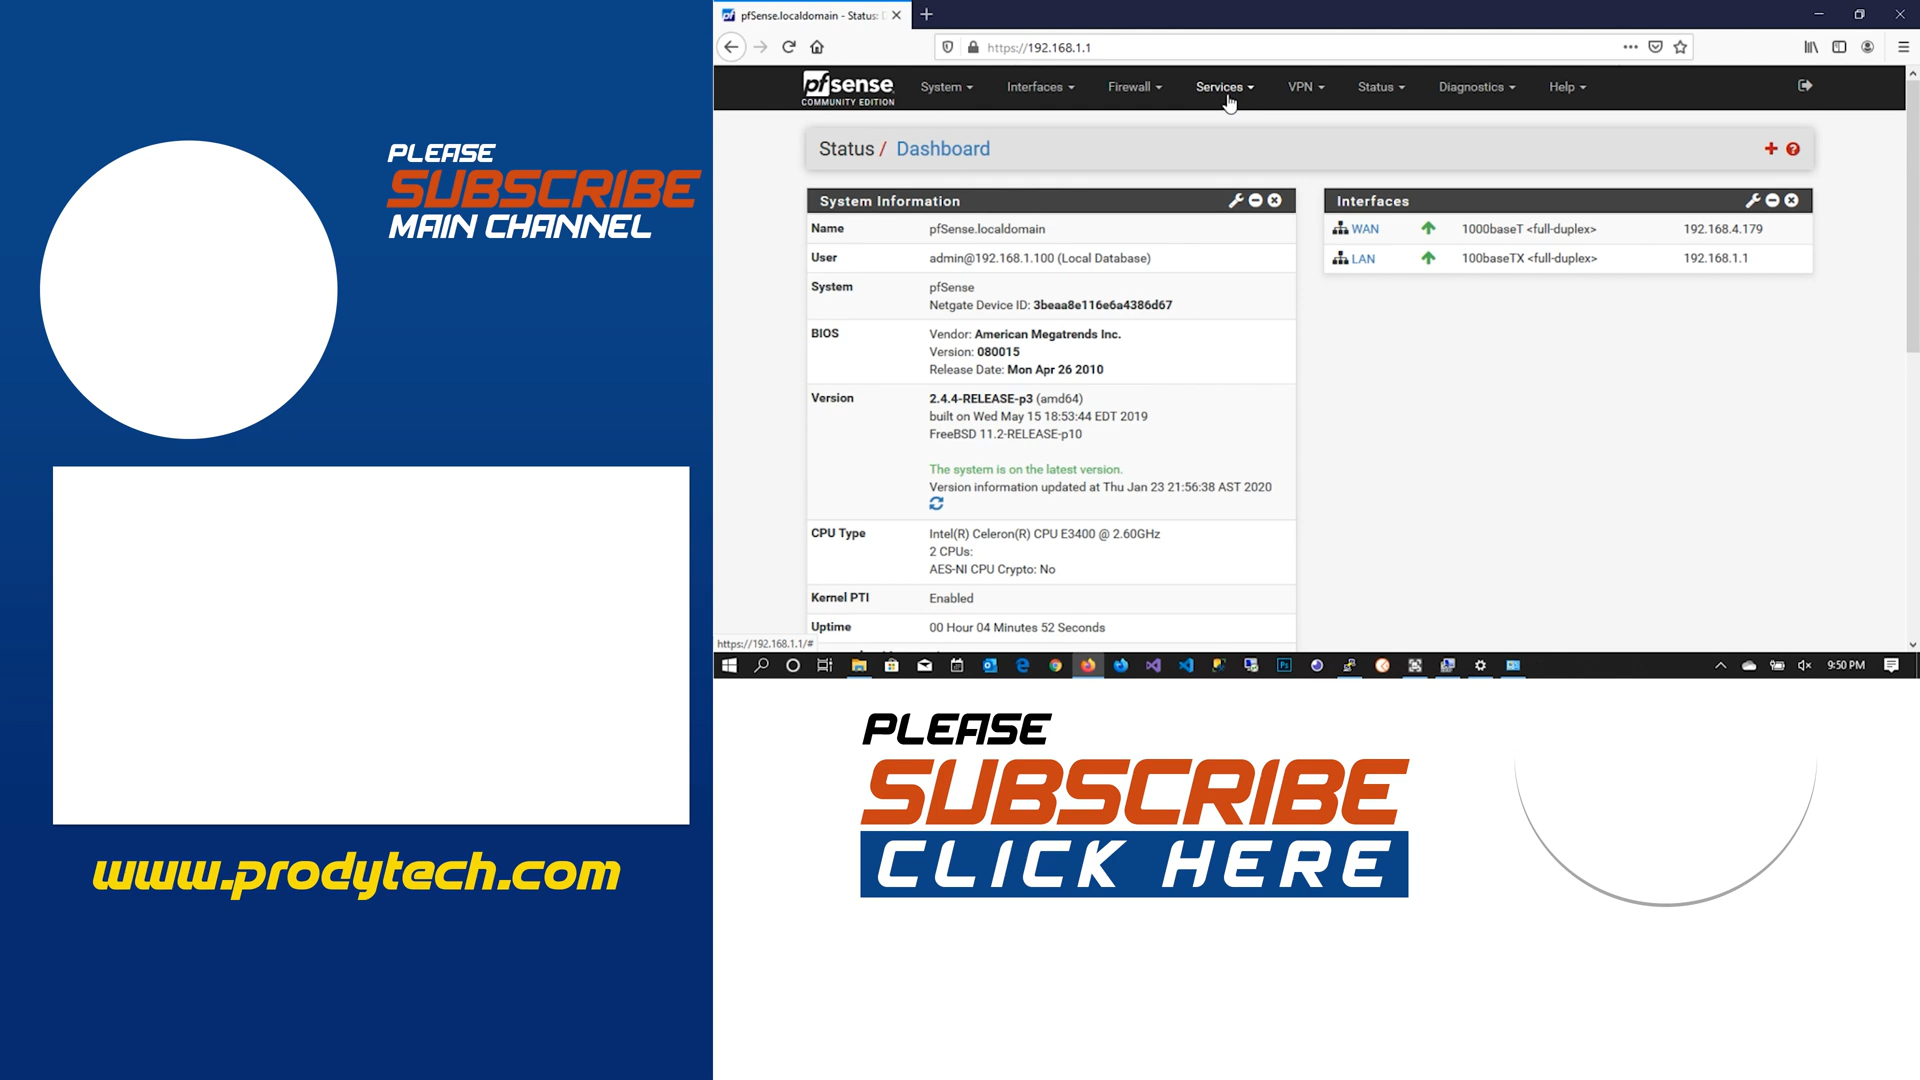 PLEASE
SUBSCRIBE
MAIN CHANNEL
www.prodytech.com
pfSense.localdomain - Status: D
https://192.168.1.1
pfsense
COMMUNITY EDITION
System
Interfaces
Firewall
Services
VPN
Status
Diagnostics
Help
Status / Dashboard
System Information
Name pfSense.localdomain
User admin@192.168.1.100 (Local Database)
System pfSense
Netgate Device ID: 3beaa8e116e6a4386d67
BIOS Vendor: American Megatrends Inc.
Version: 080015
Release Date: Mon Apr 26 2010
Version 2.4.4-RELEASE-p3 (amd64)
built on Wed May 15 18:53:44 EDT 2019
FreeBSD 11.2-RELEASE-p10
The system is on the latest version.
Version information updated at Thu Jan 23 21:56:38 AST 2020
CPU Type Intel(R) Celeron(R) CPU E3400 @ 2.60GHz
2 CPUs:
AES-NI CPU Crypto: No
Kernel PTI Enabled
Uptime 00 Hour 04 Minutes 52 Seconds
Interfaces
WAN 1000baseT <full-duplex> 192.168.4.179
LAN 100baseTX <full-duplex> 192.168.1.1
https://192.168.1.1/#
9:50 PM
PLEASE
SUBSCRIBE
CLICK HERE